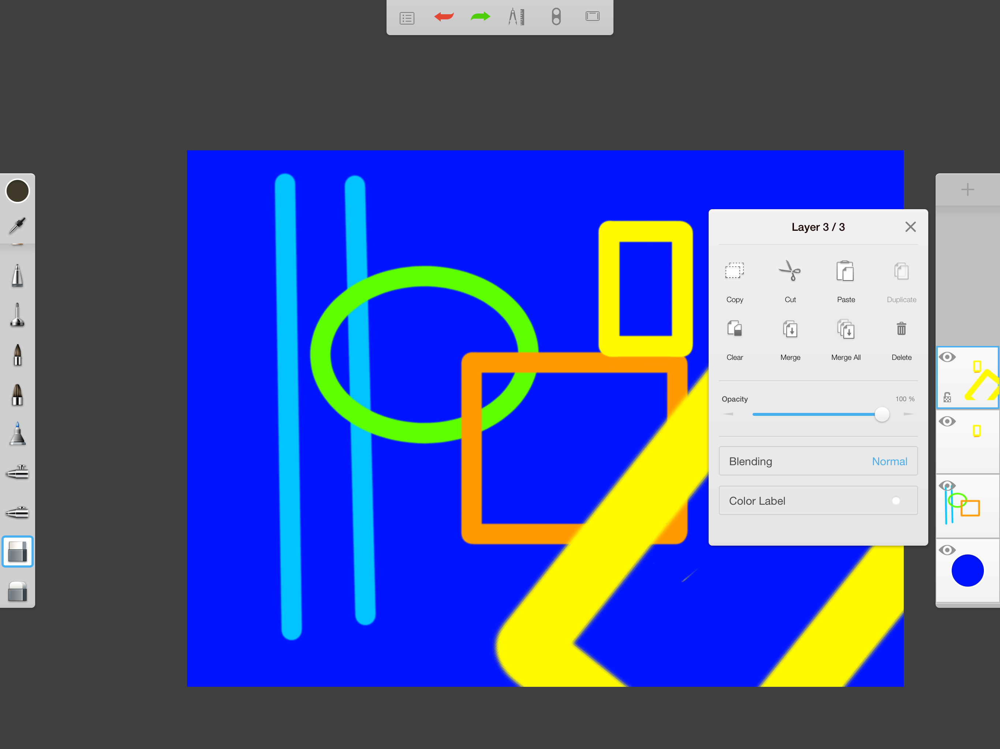 Layer 3 / 3
Copy Cut Paste Duplicate
Clear Merge Merge All Delete
Opacity 100 %
Blending Normal
Color Label